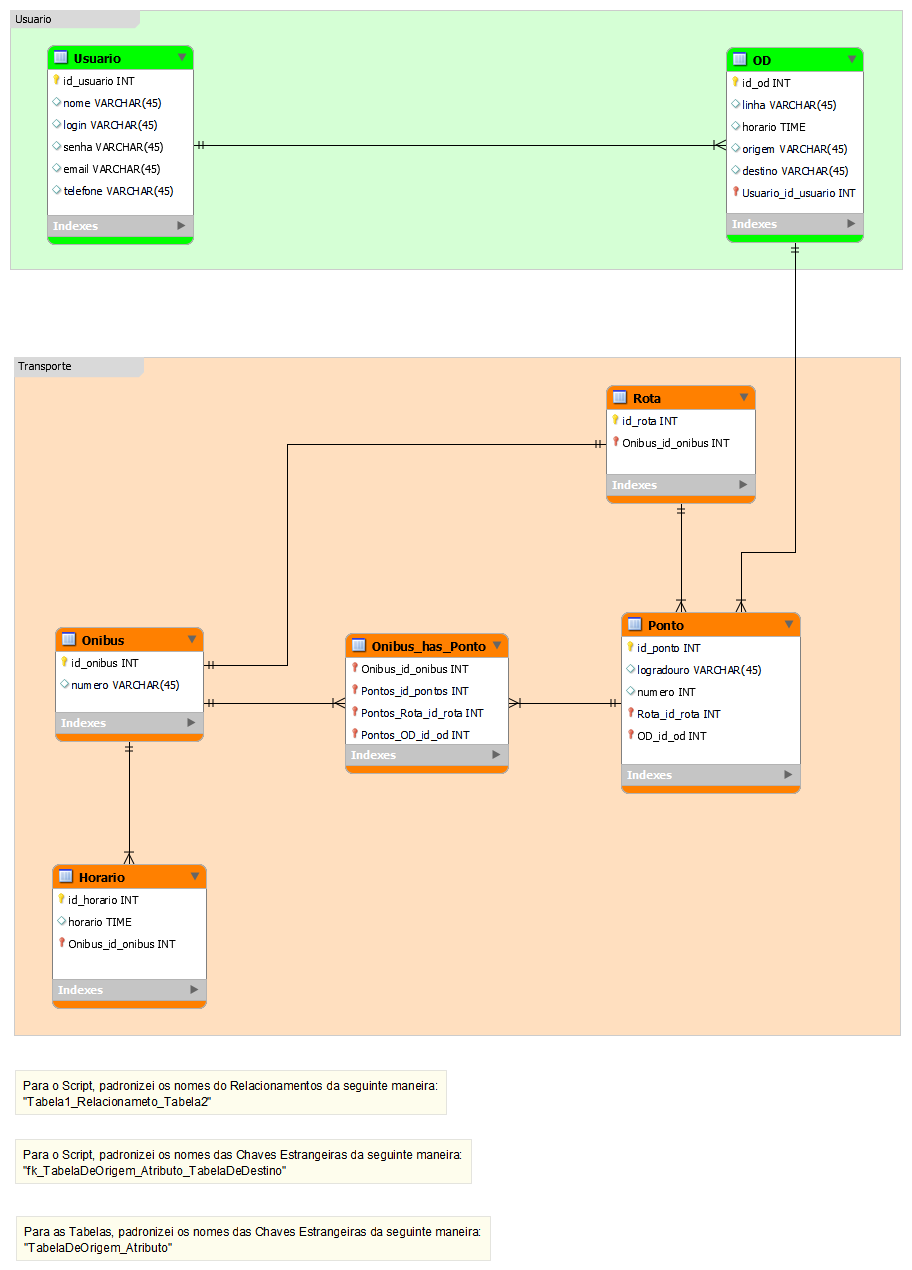 Usuario
Usuario
id_usuario INT
nome VARCHAR(45)
login VARCHAR(45)
senha VARCHAR(45)
email VARCHAR(45)
telefone VARCHAR(45)
Indexes
OD
id_od INT
linha VARCHAR(45)
horario TIME
origem VARCHAR(45)
destino VARCHAR(45)
Usuario_id_usuario INT
Indexes
Transporte
Rota
id_rota INT
Onibus_id_onibus INT
Indexes
Onibus
id_onibus INT
numero VARCHAR(45)
Indexes
Onibus_has_Ponto
Onibus_id_onibus INT
Pontos_id_pontos INT
Pontos_Rota_id_rota INT
Pontos_OD_id_od INT
Indexes
Ponto
id_ponto INT
logradouro VARCHAR(45)
numero INT
Rota_id_rota INT
OD_id_od INT
Indexes
Horario
id_horario INT
horario TIME
Onibus_id_onibus INT
Indexes
Para o Script, padronizei os nomes do Relacionamentos da seguinte maneira:
"Tabela1_Relacionameto_Tabela2"
Para o Script, padronizei os nomes das Chaves Estrangeiras da seguinte maneira:
"fk_TabelaDeOrigem_Atributo_TabelaDeDestino"
Para as Tabelas, padronizei os nomes das Chaves Estrangeiras da seguinte maneira:
"TabelaDeOrigem_Atributo"